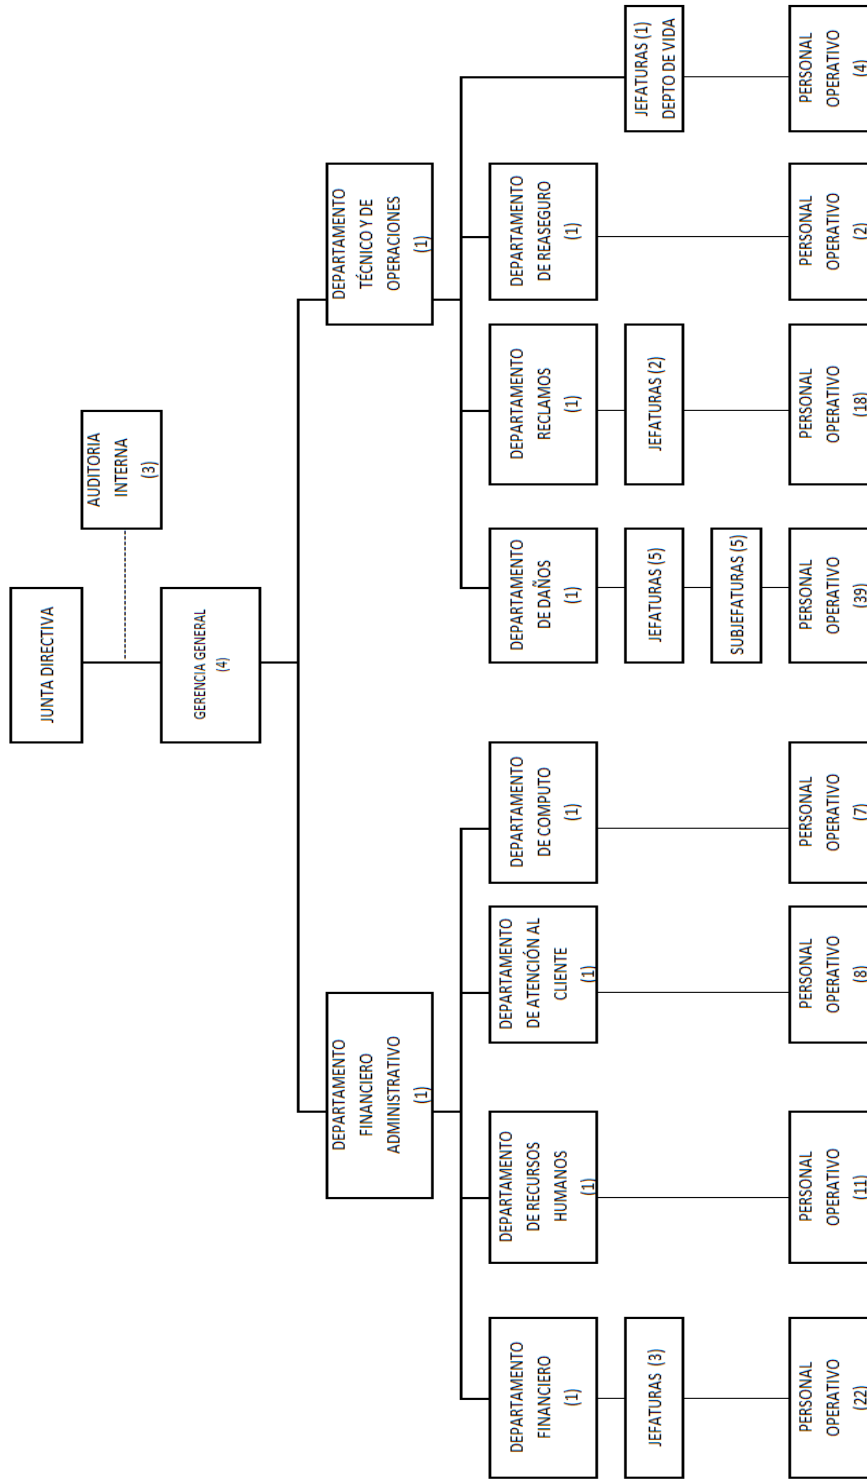 JUNTA DIRECTIVA
AUDITORIA
INTERNA
(3)
GERENCIA GENERAL
(4)
DEPARTAMENTO
FINANCIERO
ADMINISTRATIVO
(1)
DEPARTAMENTO
TÉCNICO Y DE
OPERACIONES
(1)
DEPARTAMENTO
FINANCIERO
(1)
DEPARTAMENTO
DE RECURSOS
HUMANOS
(1)
DEPARTAMENTO
DE ATENCIÓN AL
CLIENTE
(1)
DEPARTAMENTO
DE COMPUTO
(1)
DEPARTAMENTO
DE DAÑOS
(1)
DEPARTAMENTO
RECLAMOS
(1)
DEPARTAMENTO
DE REASEGURO
(1)
JEFATURAS (3)
JEFATURAS (5)
JEFATURAS (2)
JEFATURAS (1)
DEPTO DE VIDA
SUBJEFATURAS (5)
PERSONAL
OPERATIVO
(22)
PERSONAL
OPERATIVO
(11)
PERSONAL
OPERATIVO
(8)
PERSONAL
OPERATIVO
(7)
PERSONAL
OPERATIVO
(39)
PERSONAL
OPERATIVO
(18)
PERSONAL
OPERATIVO
(2)
PERSONAL
OPERATIVO
(4)